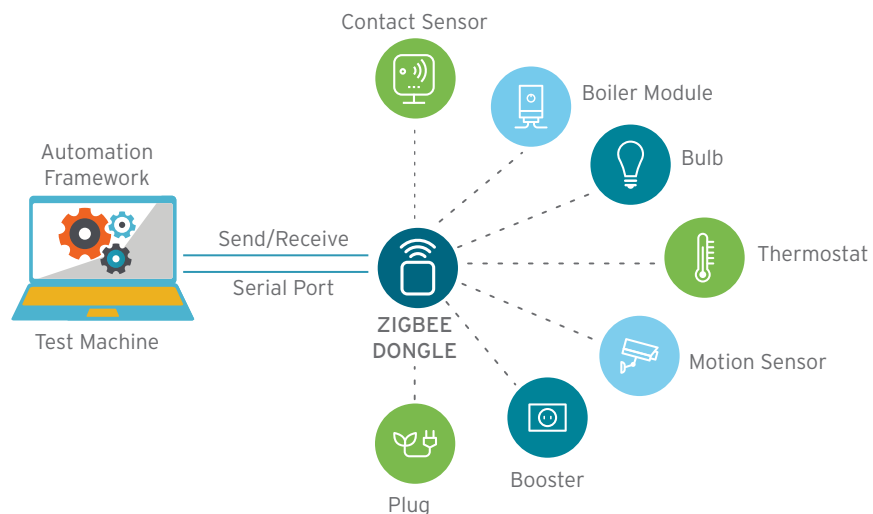 Contact Sensor
Boiler Module
Automation
Framework
Bulb
Send/Receive
Thermostat
Serial Port
ZIGBEE
DONGLE
Test Machine
Motion Sensor
Booster
Plug